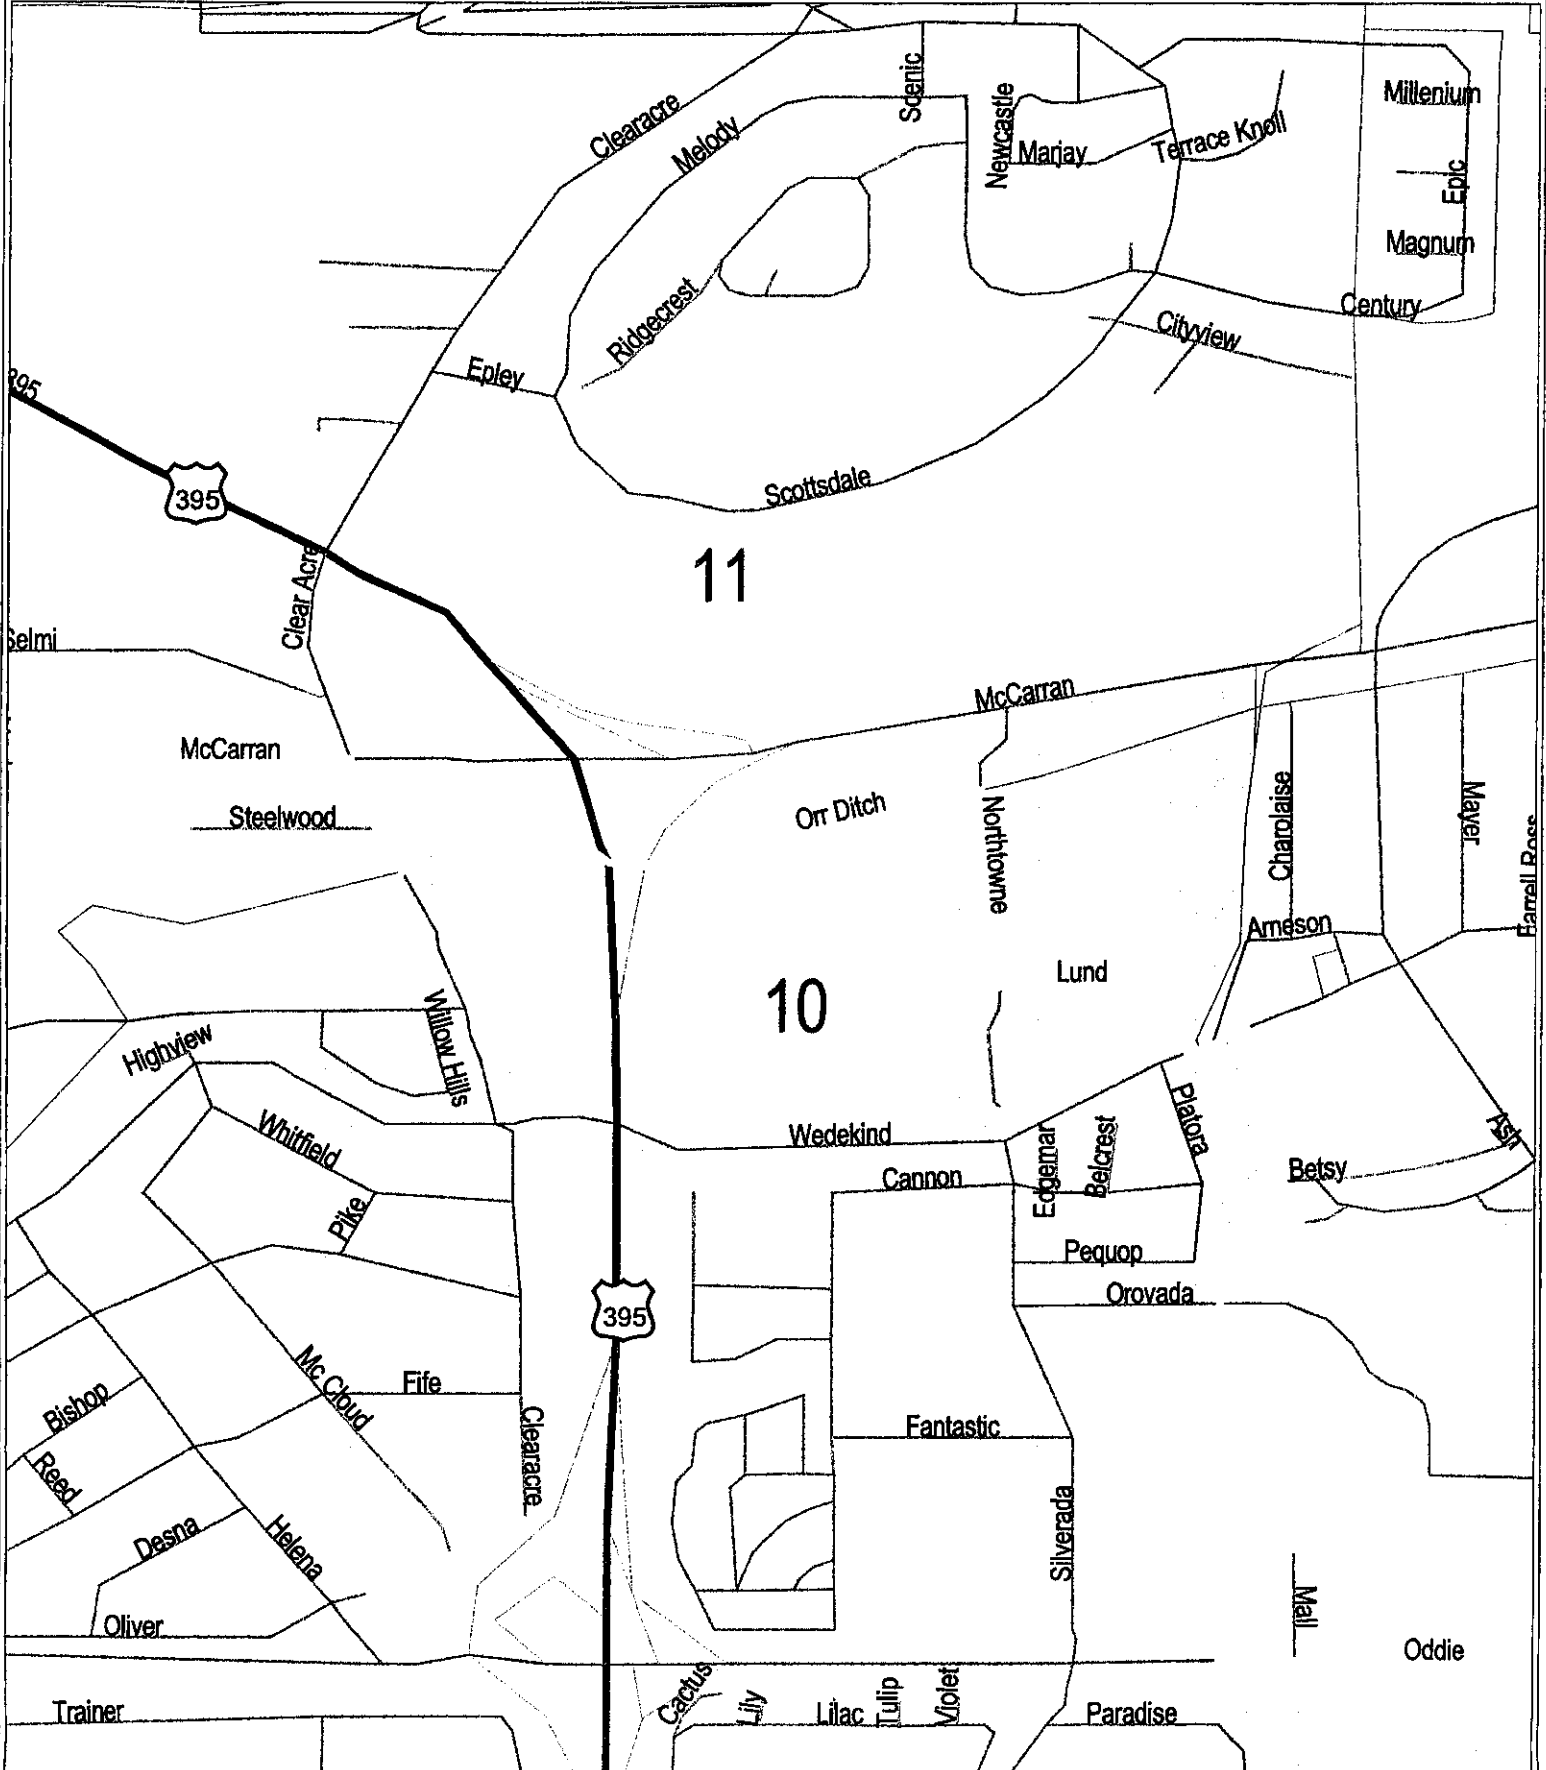 Scenic
Millenium
Clearacre
Newcastle
Melody
Marjay
Terrace Knoll
Epic
Magnum
Century
Ridgecrest
Cityview
Epley
395
395
Scottsdale
11
Clear Acre
Selmi
McCarran
McCarran
Steelwood
Orr Ditch
Northtowne
Charolaise
Mayer
Farrell Ross
Arneson
Lund
10
Willow Hills
Highview
Whitfield
Wedekind
Platora
Edgemar
Belcrest
Ash
Betsy
Cannon
Pike
Pequop
Orovada
395
Mc Cloud
Fife
Bishop
Clearacre
Fantastic
Reed
Silverada
Desna
Helena
Mall
Oliver
Oddie
Cactus
Trainer
Lily
Lilac
Tulip
Violet
Paradise